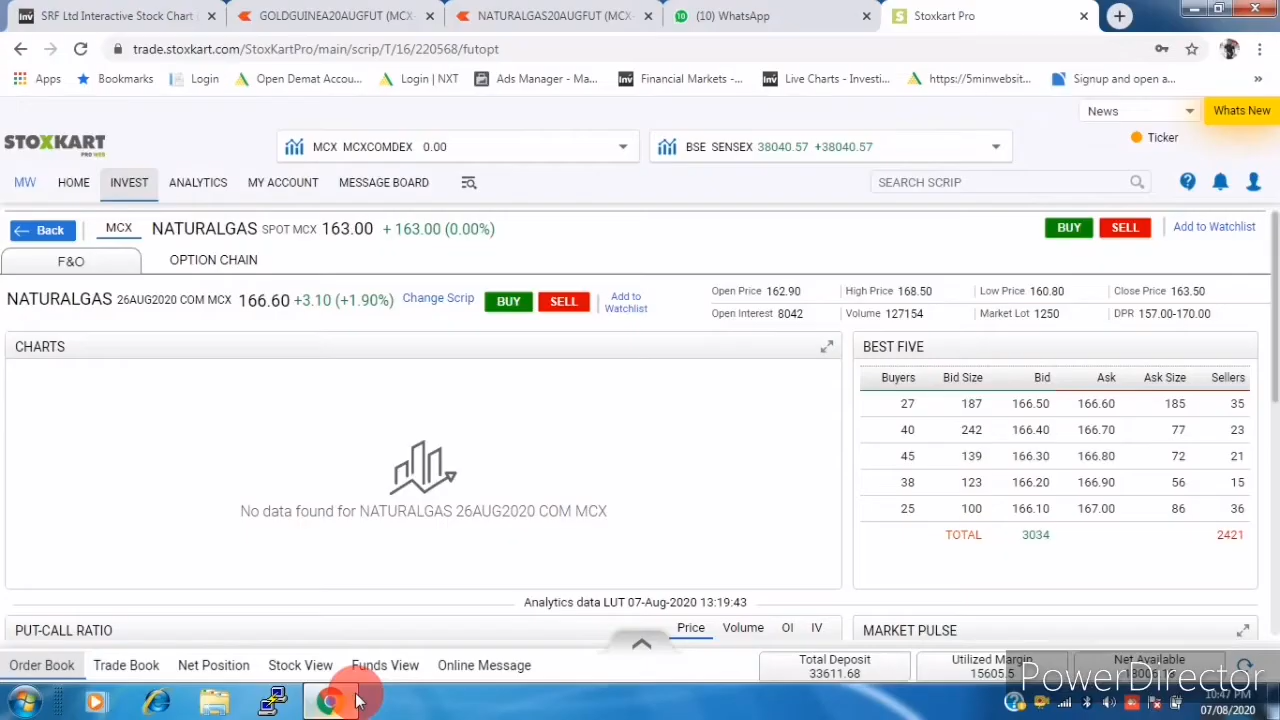 SRF Ltd Interactive Stock Chart
GOLDGUINEA20AUGFUT (MCX
NATURALGAS20AUGFUT (MCX
(10) WhatsApp
Stoxkart Pro
trade.stoxkart.com/StoxKartPro/main/scrip/T/16/220568/futopt
Apps Bookmarks Login Open Demat Accou... Login | NXT Ads Manager - Ma... Financial Markets -... Live Charts - Investi... https://5minwebsit... Signup and open a...
News Whats New
STOXKART
PRO WEB
MCX MCXCOMDEX 0.00
BSE SENSEX 38040.57 +38040.57
Ticker
MW HOME INVEST ANALYTICS MY ACCOUNT MESSAGE BOARD SEARCH SCRIP
Back MCX NATURALGAS SPOT MCX 163.00 + 163.00 (0.00%) BUY SELL Add to Watchlist
F&O OPTION CHAIN
NATURALGAS 26AUG2020 COM MCX 166.60 +3.10 (+1.90%) Change Scrip BUY SELL Add to Watchlist
Open Price 162.90 High Price 168.50 Low Price 160.80 Close Price 163.50
Open Interest 8042 Volume 127154 Market Lot 1250 DPR 157.00-170.00
CHARTS
No data found for NATURALGAS 26AUG2020 COM MCX
BEST FIVE
Buyers Bid Size Bid Ask Ask Size Sellers
27 187 166.50 166.60 185 35
40 242 166.40 166.70 77 23
45 139 166.30 166.80 72 21
38 123 166.20 166.90 56 15
25 100 166.10 167.00 86 36
TOTAL 3034 2421
Analytics data LUT 07-Aug-2020 13:19:43
PUT-CALL RATIO Price Volume OI IV
MARKET PULSE
Order Book Trade Book Net Position Stock View Funds View Online Message
Total Deposit
33611.68
Utilized Margin
15605.5
Net Available
PowerDirector
10:47 PM
07/08/2020